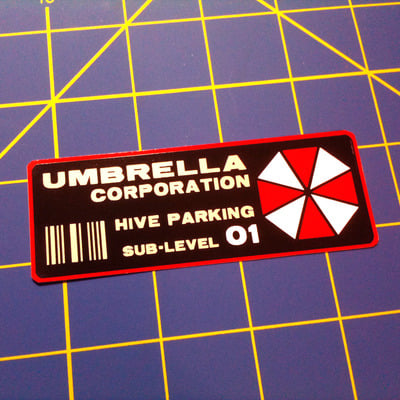 UMBRELLA
CORPORATION
HIVE PARKING
SUB-LEVEL 01